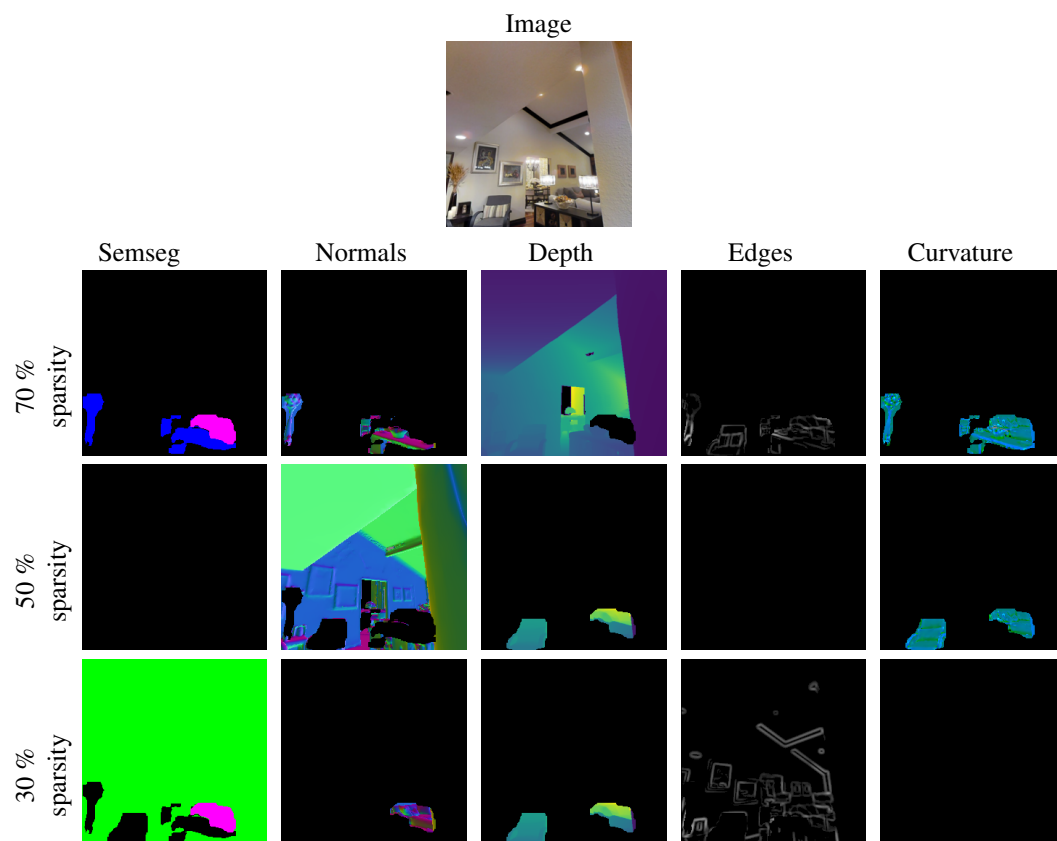 Image
Semseg Normals Depth Edges Curvature
70 %
sparsity
50 %
sparsity
30 %
sparsity